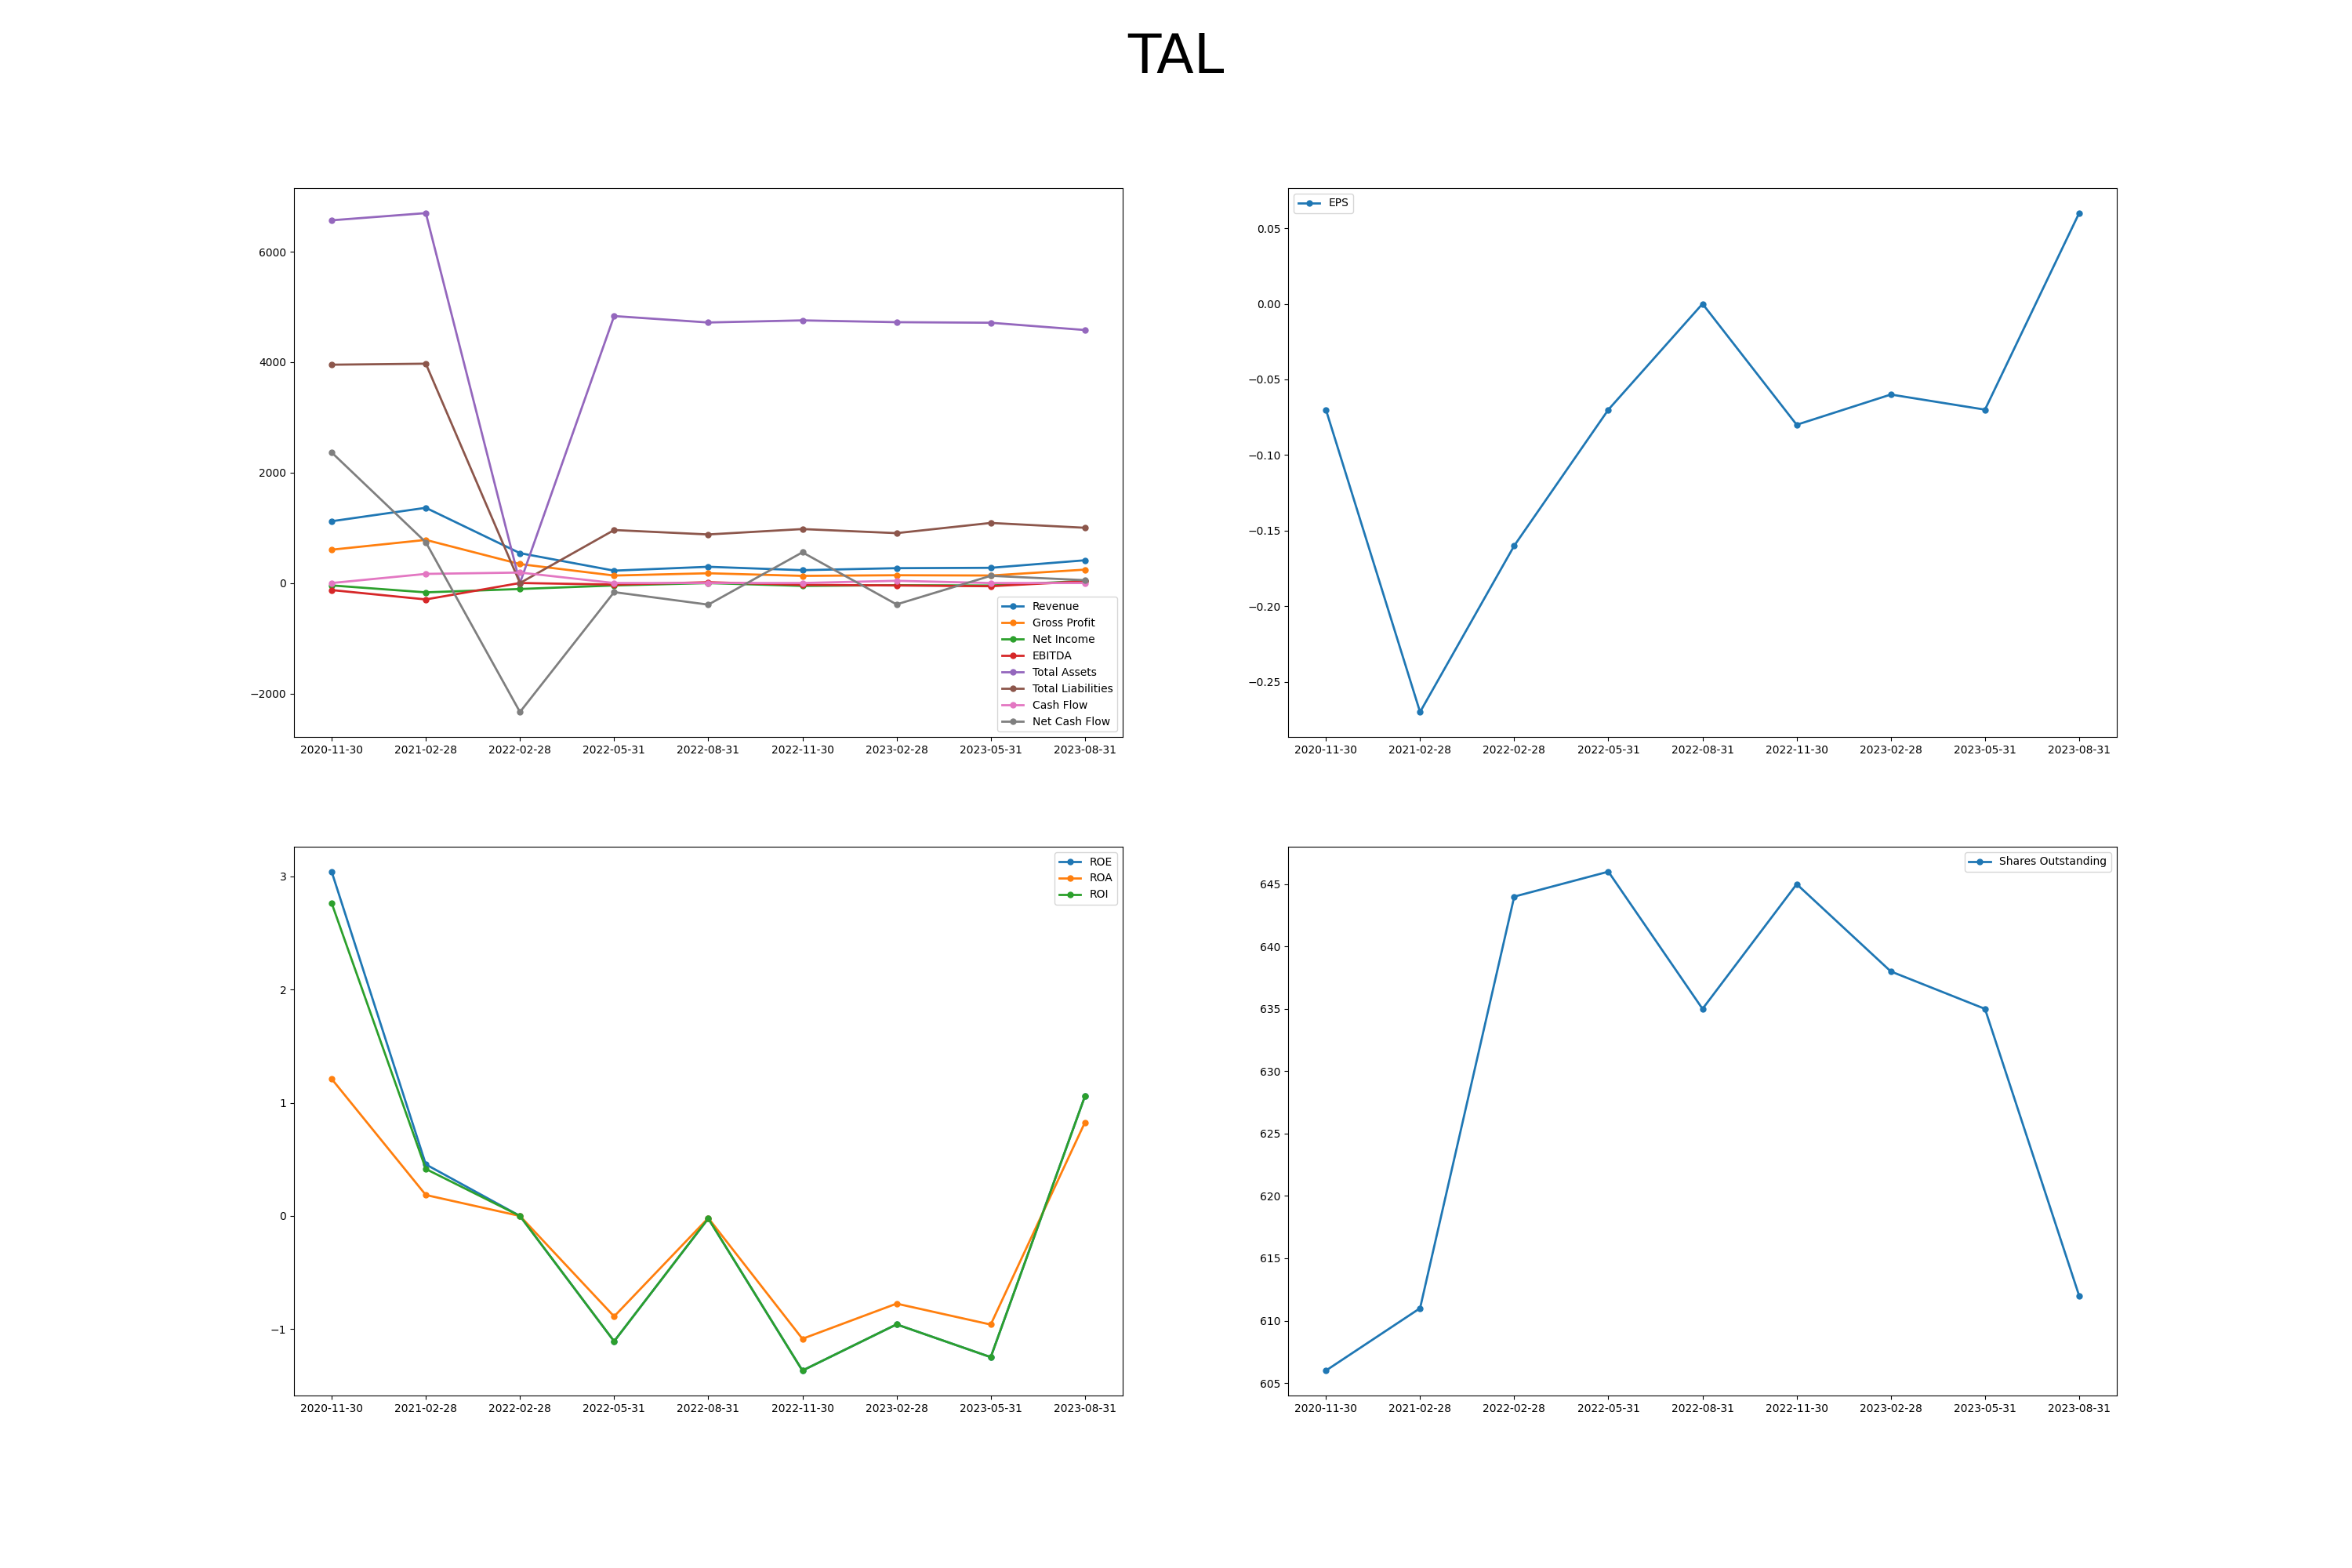 TAL
6000
4000
2000
0
−2000
Revenue
Gross Profit
Net Income
EBITDA
Total Assets
Total Liabilities
Cash Flow
Net Cash Flow
2020-11-30 2021-02-28 2022-02-28 2022-05-31 2022-08-31 2022-11-30 2023-02-28 2023-05-31 2023-08-31
EPS
0.05
0.00
−0.05
−0.10
−0.15
−0.20
−0.25
2020-11-30 2021-02-28 2022-02-28 2022-05-31 2022-08-31 2022-11-30 2023-02-28 2023-05-31 2023-08-31
ROE
ROA
ROI
3
2
1
0
−1
2020-11-30 2021-02-28 2022-02-28 2022-05-31 2022-08-31 2022-11-30 2023-02-28 2023-05-31 2023-08-31
Shares Outstanding
645
640
635
630
625
620
615
610
605
2020-11-30 2021-02-28 2022-02-28 2022-05-31 2022-08-31 2022-11-30 2023-02-28 2023-05-31 2023-08-31